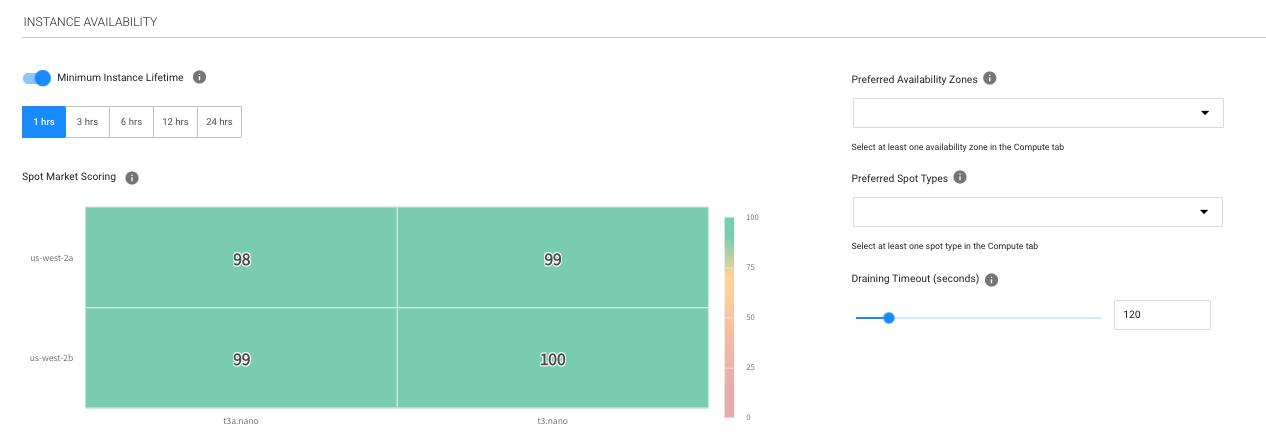 INSTANCE AVAILABILITY
Minimum Instance Lifetime
1 hrs 3 hrs 6 hrs 12 hrs 24 hrs
Spot Market Scoring
us-west-2a 98 99
us-west-2b 99 100
t3a.nano t3.nano
100
75
50
25
0
Preferred Availability Zones
Select at least one availability zone in the Compute tab
Preferred Spot Types
Select at least one spot type in the Compute tab
Draining Timeout (seconds)
120